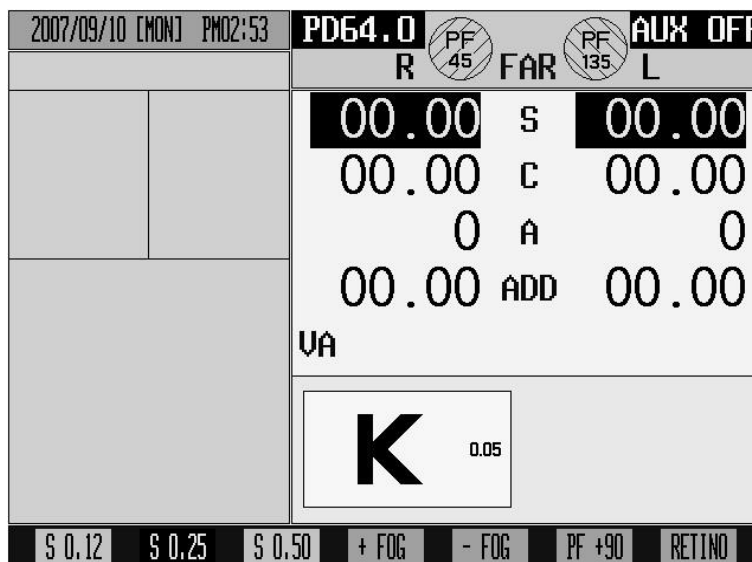 2007/09/10 [MON] PM02:53
PD64.0 PF 45 PF 135 AUX OFF
R FAR L
00.00 S 00.00
00.00 C 00.00
0 A 0
00.00 ADD 00.00
VA
K 0.05
S 0.12 S 0.25 S 0.50 + FOG - FOG PF +90 RETINO